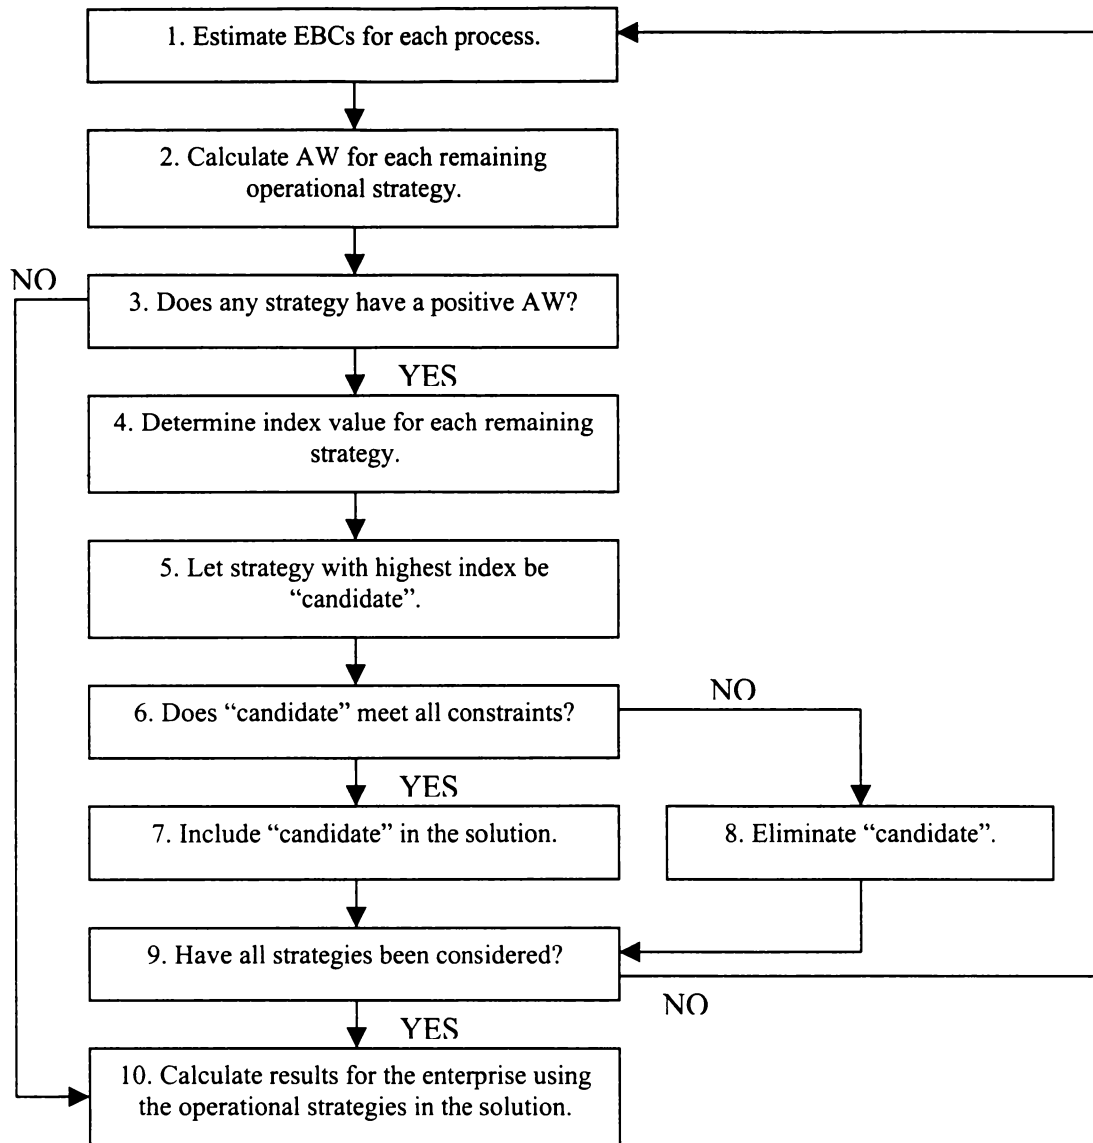 1. Estimate EBCs for each process.
2. Calculate AW for each remaining
operational strategy.
NO
3. Does any strategy have a positive AW?
YES
4. Determine index value for each remaining
strategy.
5. Let strategy with highest index be
“candidate”.
NO
6. Does “candidate” meet all constraints?
YES
7. Include “candidate” in the solution.
8. Eliminate “candidate”.
9. Have all strategies been considered?
NO
YES
10. Calculate results for the enterprise using
the operational strategies in the solution.